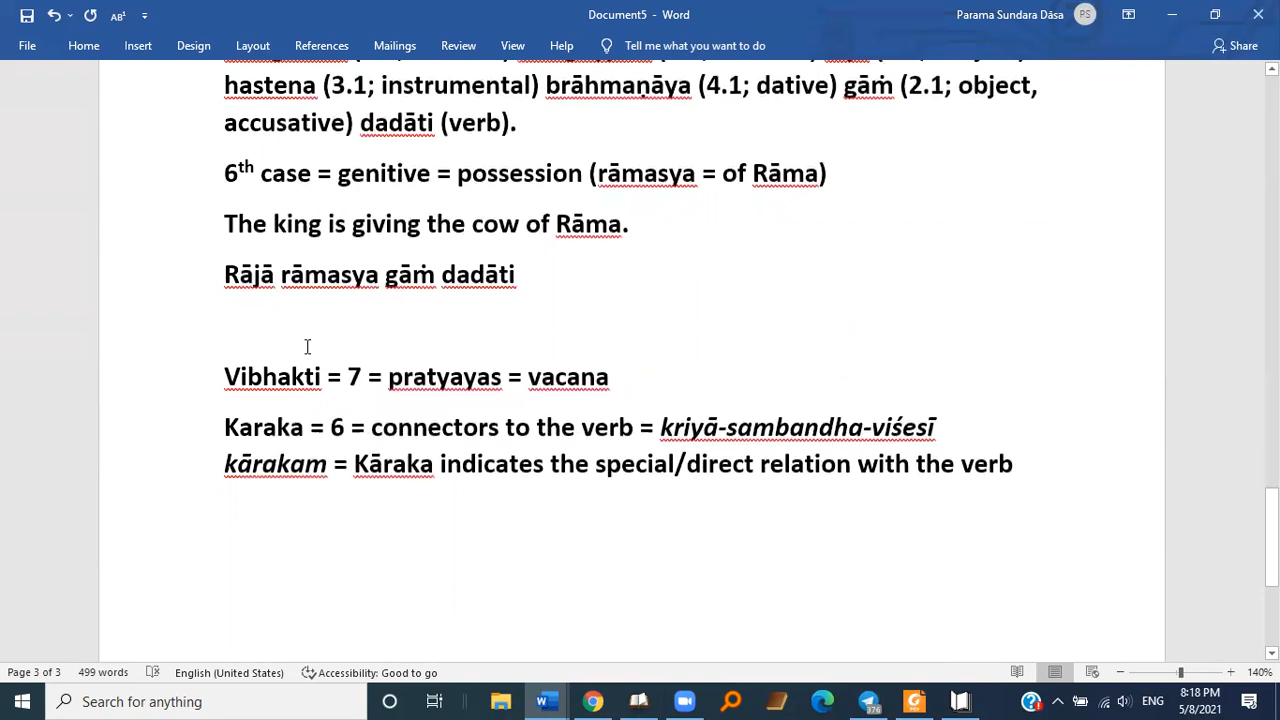 Document5 - Word
Parama Sundara Dāsa
PS
File Home Insert Design Layout References Mailings Review View Help Tell me what you want to do Share
hastena (3.1; instrumental) brāhmaṇāya (4.1; dative) gāṁ (2.1; object,
accusative) dadāti (verb).
6th case = genitive = possession (rāmasya = of Rāma)
The king is giving the cow of Rāma.
Rājā rāmasya gāṁ dadāti
Vibhakti = 7 = pratyayas = vacana
Karaka = 6 = connectors to the verb = kriyā-sambandha-viśesī
kārakam = Kāraka indicates the special/direct relation with the verb
Page 3 of 3 499 words English (United States) Accessibility: Good to go 140%
Search for anything
376
ENG
8:18 PM
5/8/2021